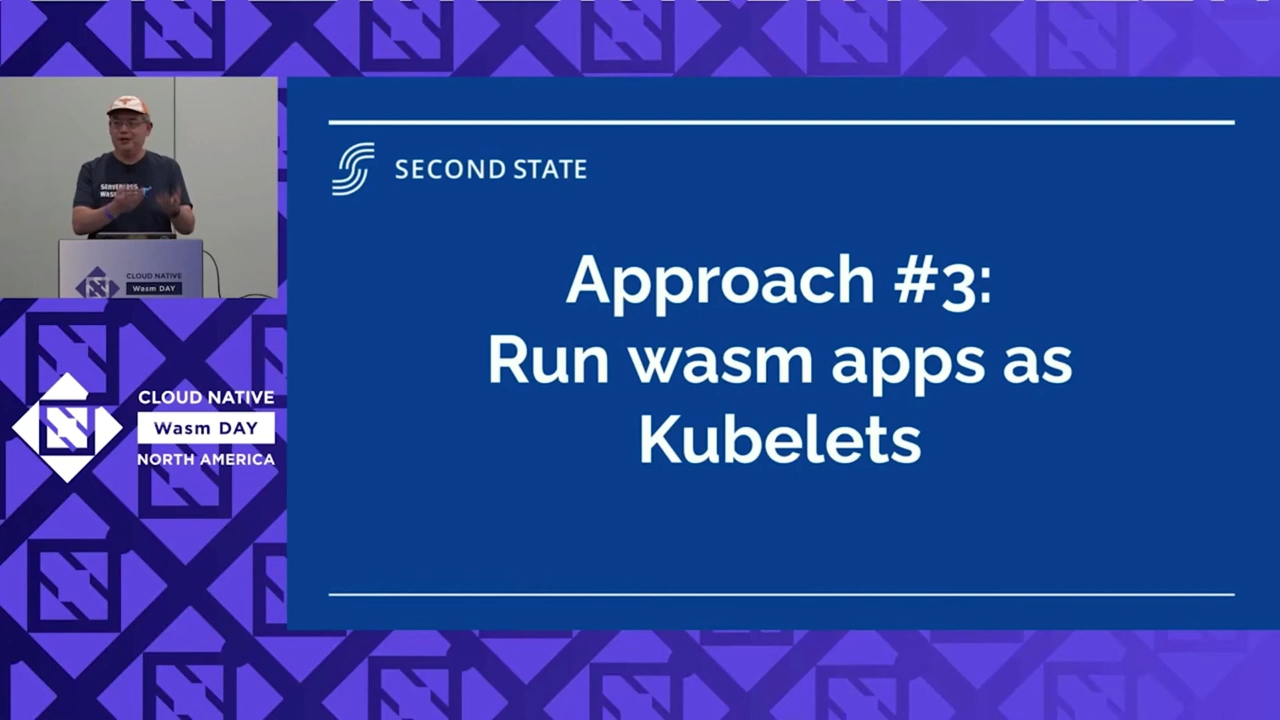 SECOND STATE
Approach #3:
Run wasm apps as
Kubelets
serverless
CLOUD NATIVE
Wasm DAY
CLOUD NATIVE
Wasm DAY
NORTH AMERICA